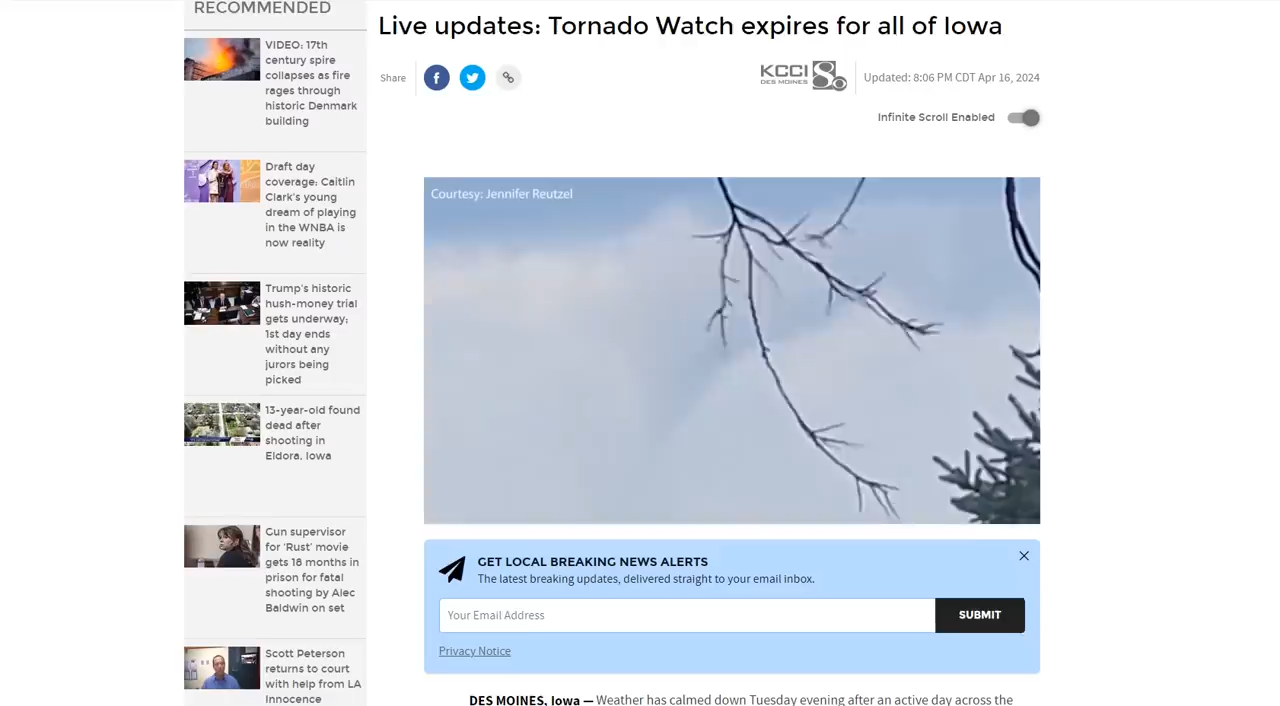 RECOMMENDED
VIDEO: 17th
century spire
collapses as fire
rages through
historic Denmark
building
Draft day
coverage: Caitlin
Clark's young
dream of playing
in the WNBA is
now reality
Trump's historic
hush-money trial
gets underway;
1st day ends
without any
jurors being
picked
13-year-old found
dead after
shooting in
Eldora, Iowa
Gun supervisor
for ‘Rust’ movie
gets 18 months in
prison for fatal
shooting by Alec
Baldwin on set
Scott Peterson
returns to court
with help from LA
Innocence
Live updates: Tornado Watch expires for all of Iowa
Share
KCCI 8
DES MOINES
Updated: 8:06 PM CDT Apr 16, 2024
Infinite Scroll Enabled
Courtesy: Jennifer Reutzel
GET LOCAL BREAKING NEWS ALERTS
The latest breaking updates, delivered straight to your email inbox.
Your Email Address
SUBMIT
Privacy Notice
DES MOINES, Iowa — Weather has calmed down Tuesday evening after an active day across the